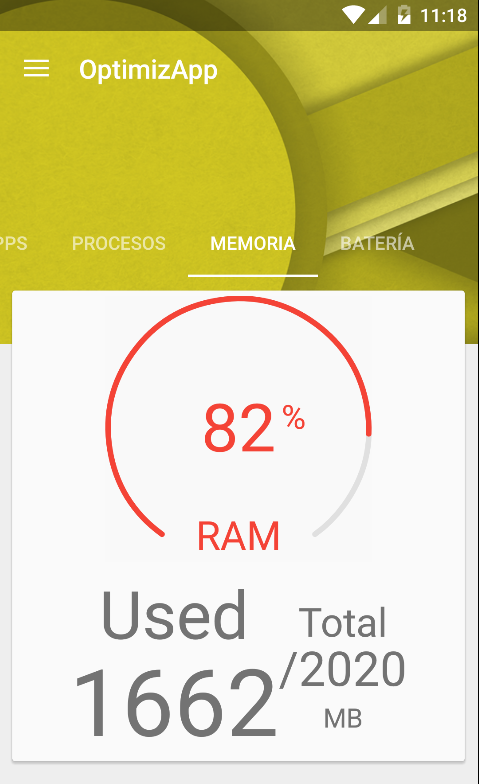 11:18
OptimizApp
PPS PROCESOS MEMORIA BATERÍA
82%
RAM
Used Total
1662/2020
MB